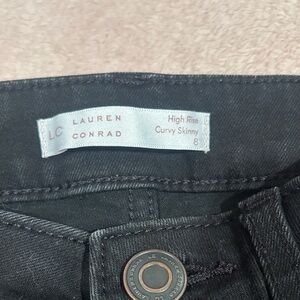 LC LAUREN CONRAD
High Rise
Curvy Skinny
8